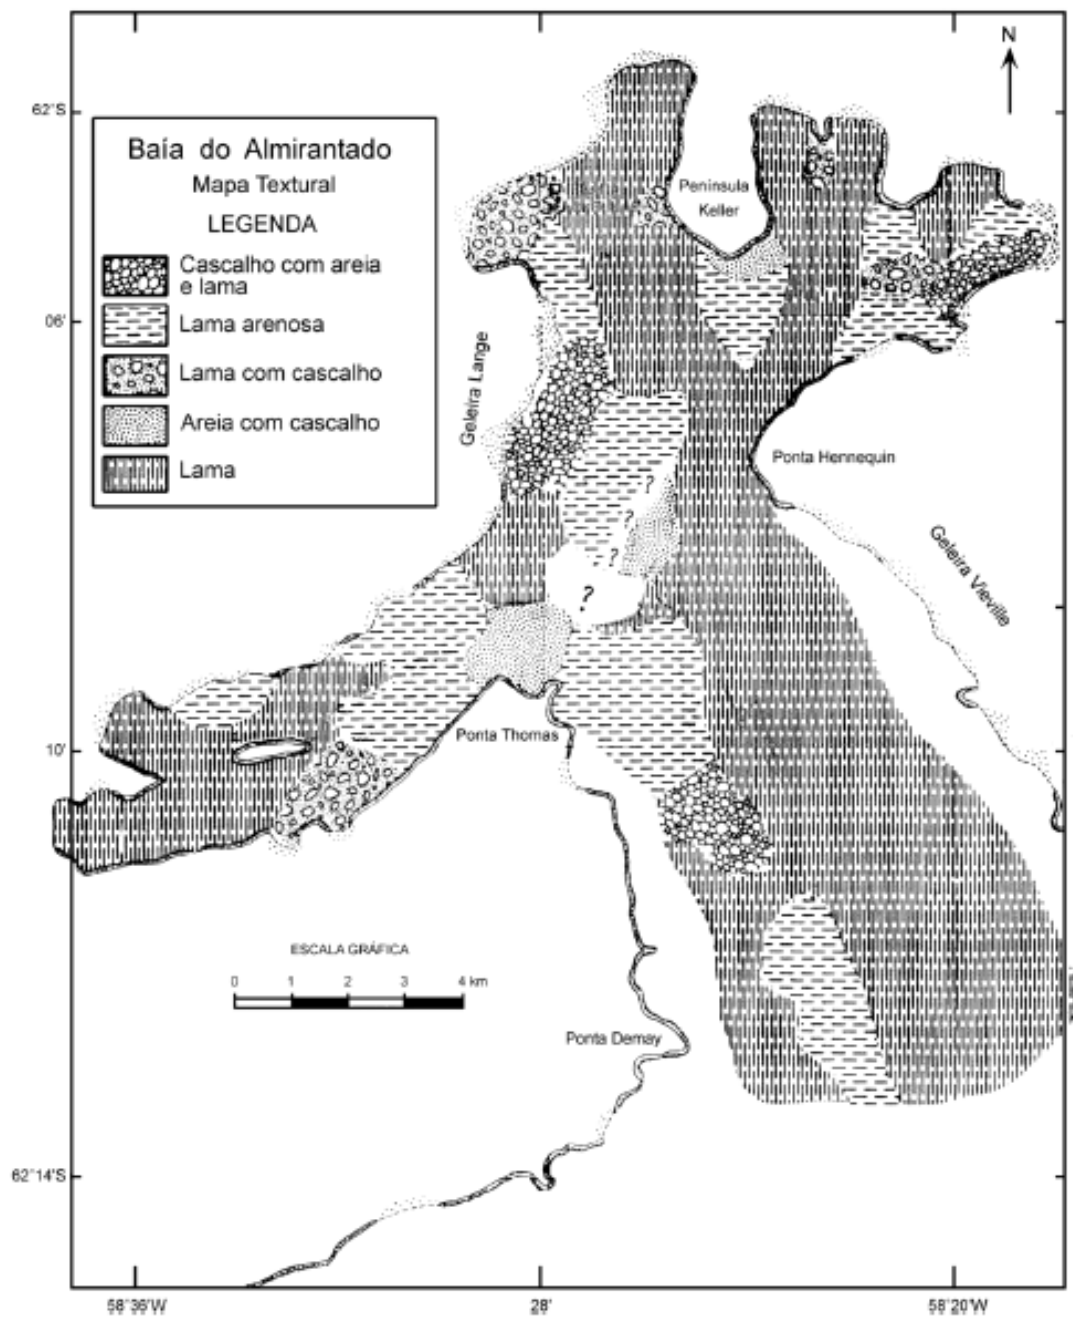 N
62°S
Baía do Almirantado
Mapa Textural
LEGENDA
Cascalho com areia
e lama
Lama arenosa
Lama com cascalho
Areia com cascalho
Lama
Península
Keller
06'
Geleira Lange
Ponta Hennequin
?
?
?
?
Geleira Vieville
10'
Ponta Thomas
ESCALA GRÁFICA
0 1 2 3 4 km
Ponta Demay
62°14'S
58°36'W
28'
58°20'W